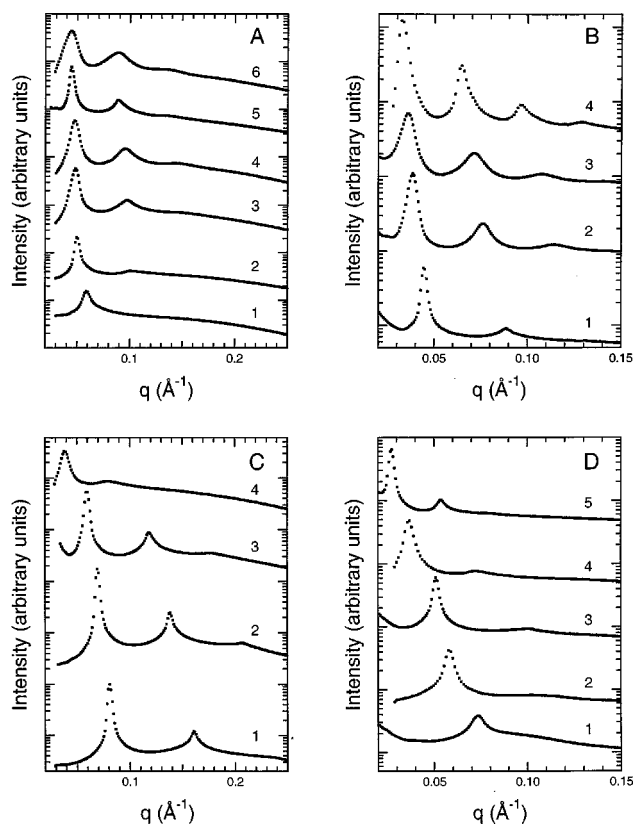 A
6
5
4
3
2
1
Intensity (arbitrary units)
0.1
0.2
q (Å⁻¹)
B
4
3
2
1
Intensity (arbitrary units)
0.05
0.10
0.15
q (Å⁻¹)
C
4
3
2
1
Intensity (arbitrary units)
0.1
0.2
q (Å⁻¹)
D
5
4
3
2
1
Intensity (arbitrary units)
0.05
0.10
0.15
q (Å⁻¹)